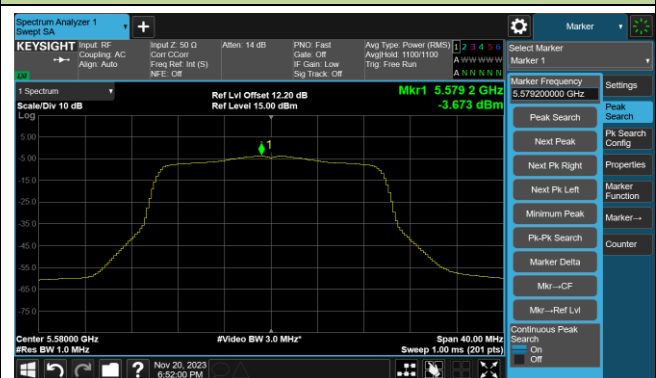 Spectrum Analyzer 1
Swept SA
Marker
KEYSIGHT
Input: RF
Coupling: AC
Align: Auto
Input Z: 50 Ω
Corr CCorr
Freq Ref: Int (S)
NFE: Off
Atten: 14 dB
PNO: Fast
Gate: Off
IF Gain: Low
Sig Track: Off
Avg Type: Power (RMS)
Avg|Hold: 1100/1100
Trig: Free Run
1 2 3 4 5 6
A W W W W W
A N N N N N
LXI
Select Marker
Marker 1
1 Spectrum
Scale/Div 10 dB
Log
Ref Lvl Offset 12.20 dB
Ref Level 15.00 dBm
Mkr1 5.579 2 GHz
-3.673 dBm
5.00
-5.00
-15.0
-25.0
-35.0
-45.0
-55.0
-65.0
-75.0
1
Center 5.58000 GHz
#Res BW 1.0 MHz
#Video BW 3.0 MHz*
Span 40.00 MHz
Sweep 1.00 ms (201 pts)
Marker Frequency
5.579200000 GHz
Peak Search
Next Peak
Next Pk Right
Next Pk Left
Minimum Peak
Pk-Pk Search
Marker Delta
Mkr→CF
Mkr→Ref Lvl
Continuous Peak
Search
On
Off
Settings
Peak
Search
Pk Search
Config
Properties
Marker
Function
Marker→
Counter
Nov 20, 2023
6:52:00 PM